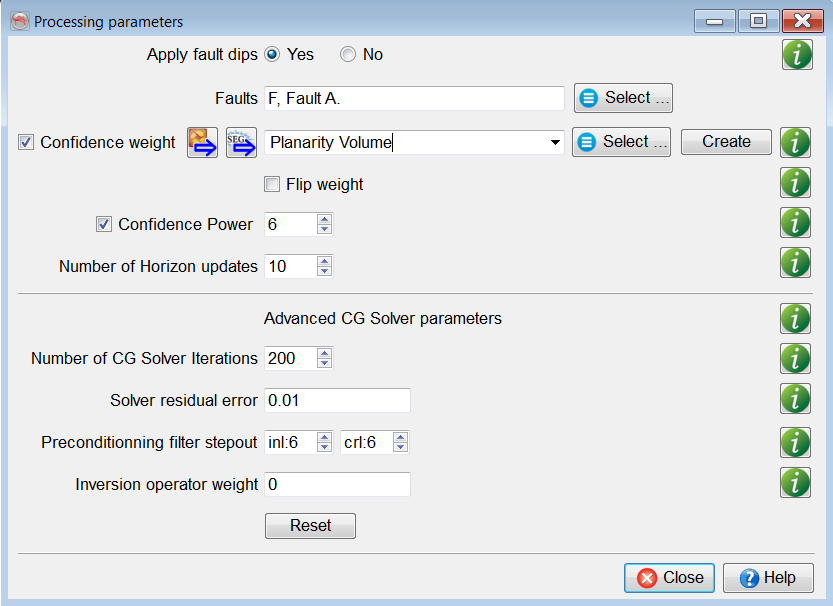 Processing parameters
Apply fault dips Yes No
Faults F, Fault A. Select ...
Confidence weight SEG Planarity Volume Select ... Create
Flip weight
Confidence Power 6
Number of Horizon updates 10
Advanced CG Solver parameters
Number of CG Solver Iterations 200
Solver residual error 0.01
Preconditionning filter stepout inl:6 crl:6
Inversion operator weight 0
Reset
Close Help